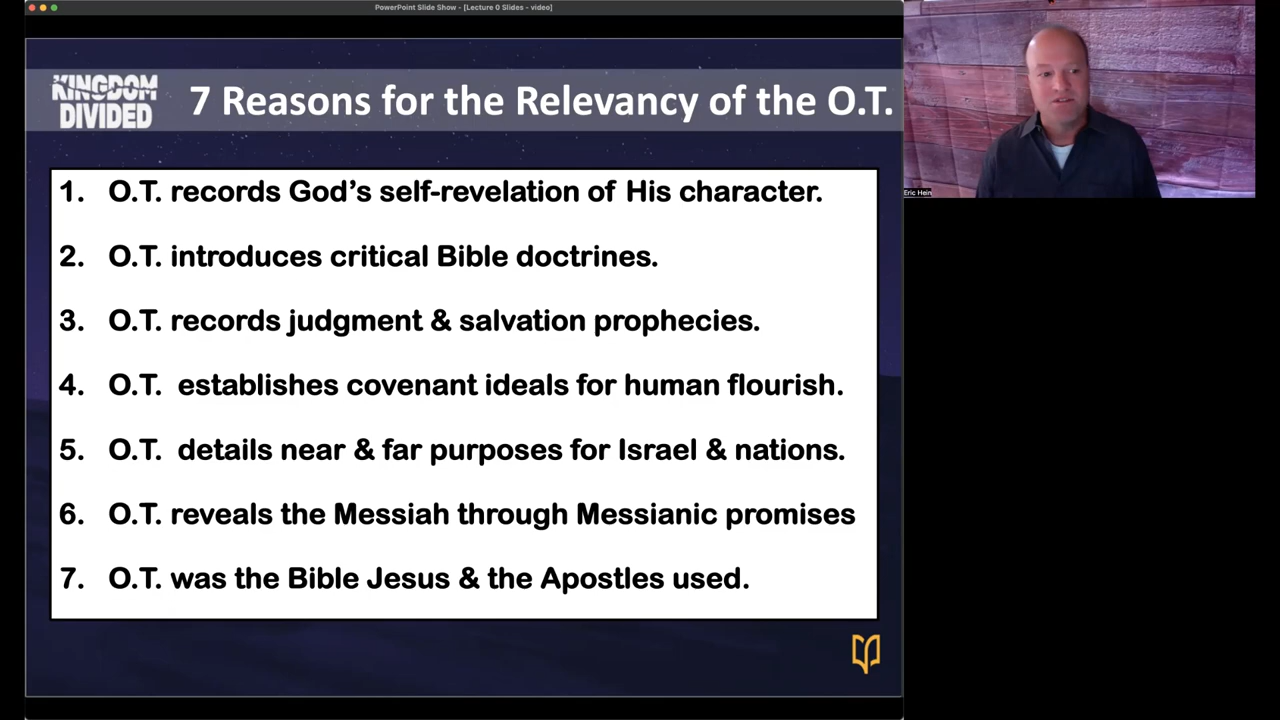 PowerPoint Slide Show - [Lecture 0 Slides - video]
KINGDOM
DIVIDED
7 Reasons for the Relevancy of the O.T.
1. O.T. records God’s self-revelation of His character.
2. O.T. introduces critical Bible doctrines.
3. O.T. records judgment & salvation prophecies.
4. O.T. establishes covenant ideals for human flourish.
5. O.T. details near & far purposes for Israel & nations.
6. O.T. reveals the Messiah through Messianic promises
7. O.T. was the Bible Jesus & the Apostles used.
Eric Hein